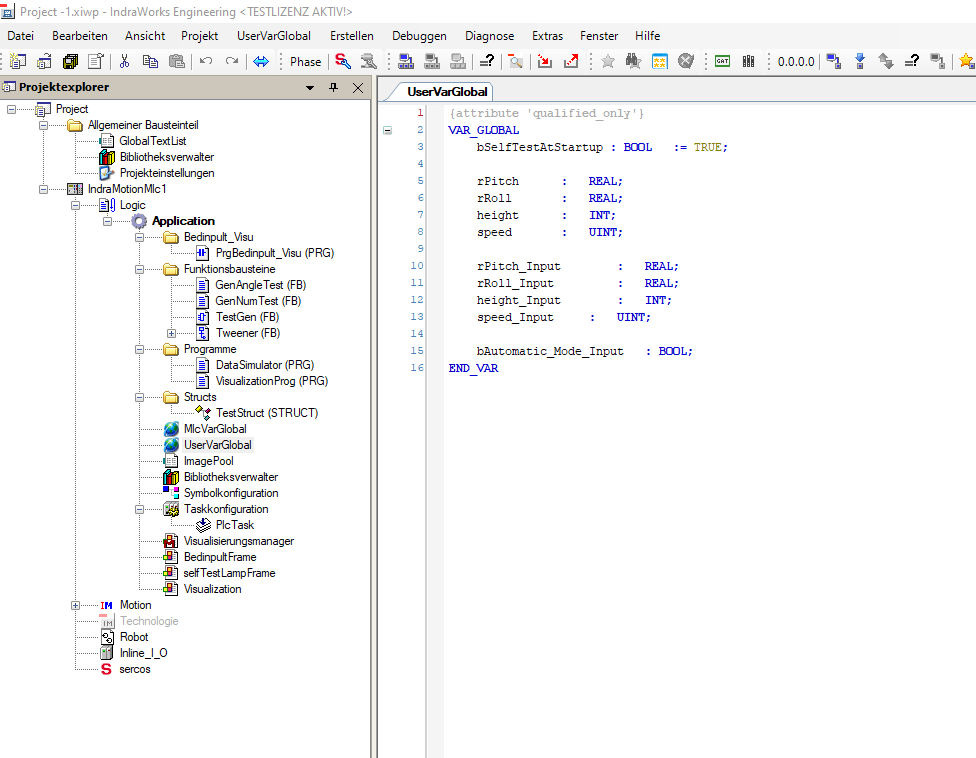 Project -1.xiwp - IndraWorks Engineering <TESTLIZENZ AKTIV!>
Datei Bearbeiten Ansicht Projekt UserVarGlobal Erstellen Debuggen Diagnose Extras Fenster Hilfe
Phase 0.0.0.0
Projektexplorer
Project
Allgemeiner Bausteinteil
GlobalTextList
Bibliotheksverwalter
Projekteinstellungen
IndraMotionMlc1
Logic
Application
Bedinpult_Visu
PrgBedinpult_Visu (PRG)
Funktionsbausteine
GenAngleTest (FB)
GenNumTest (FB)
TestGen (FB)
Tweener (FB)
Programme
DataSimulator (PRG)
VisualizationProg (PRG)
Structs
TestStruct (STRUCT)
MlcVarGlobal
UserVarGlobal
ImagePool
Bibliotheksverwalter
Symbolkonfiguration
Taskkonfiguration
PlcTask
Visualisierungsmanager
BedinpultFrame
selfTestLampFrame
Visualization
IM Motion
IM Technologie
Robot
Inline_I_O
S sercos
UserVarGlobal
1 {attribute 'qualified_only'}
2 VAR_GLOBAL
3 bSelfTestAtStartup : BOOL := TRUE;
4
5 rPitch : REAL;
6 rRoll : REAL;
7 height : INT;
8 speed : UINT;
9
10 rPitch_Input : REAL;
11 rRoll_Input : REAL;
12 height_Input : INT;
13 speed_Input : UINT;
14
15 bAutomatic_Mode_Input : BOOL;
16 END_VAR